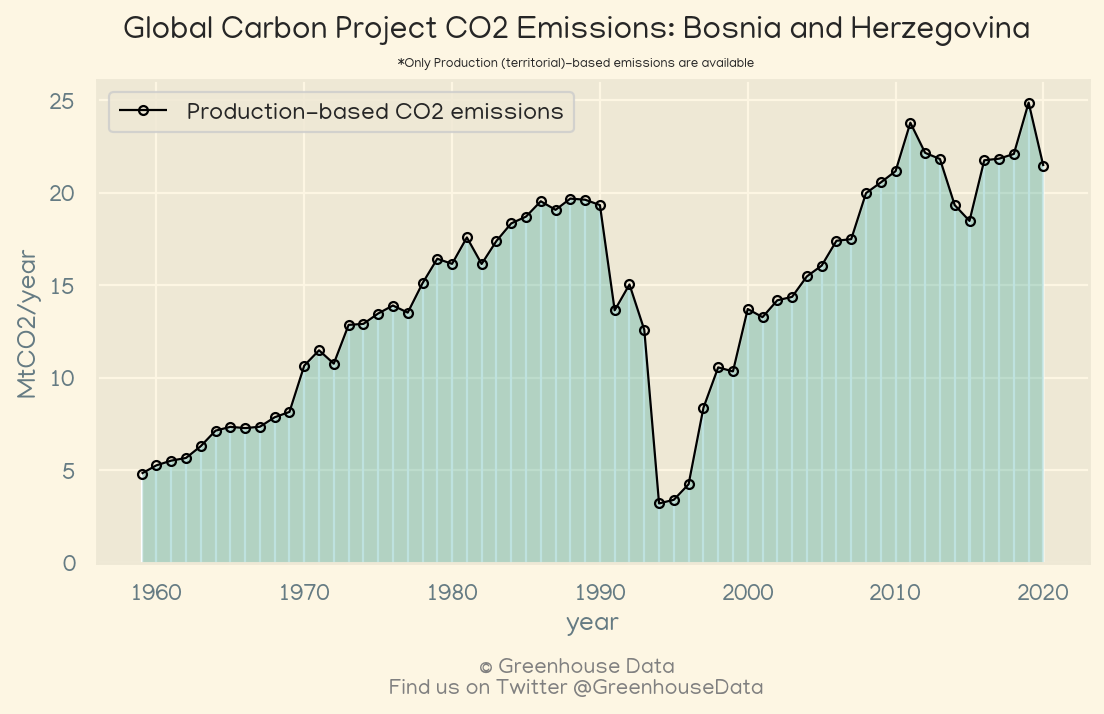 Global Carbon Project CO2 Emissions: Bosnia and Herzegovina
*Only Production (territorial)-based emissions are available
Production-based CO2 emissions
25
20
15
10
5
0
MtCO2/year
1960 1970 1980 1990 2000 2010 2020
year
© Greenhouse Data
Find us on Twitter @GreenhouseData